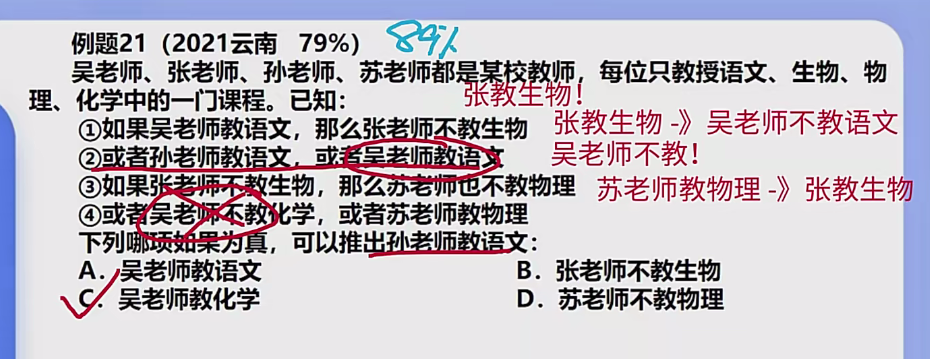 例题21（2021云南 79%） 89%
吴老师、张老师、孙老师、苏老师都是某校教师，每位只教授语文、生物、物
理、化学中的一门课程。已知：
张教生物！
①如果吴老师教语文，那么张老师不教生物
张教生物 -》吴老师不教语文
②或者孙老师教语文，或者吴老师教语文
吴老师不教！
③如果张老师不教生物，那么苏老师也不教物理
苏老师教物理 -》张教生物
④或者吴老师不教化学，或者苏老师教物理
下列哪项如果为真，可以推出孙老师教语文：
A．吴老师教语文
B．张老师不教生物
C．吴老师教化学
D．苏老师不教物理